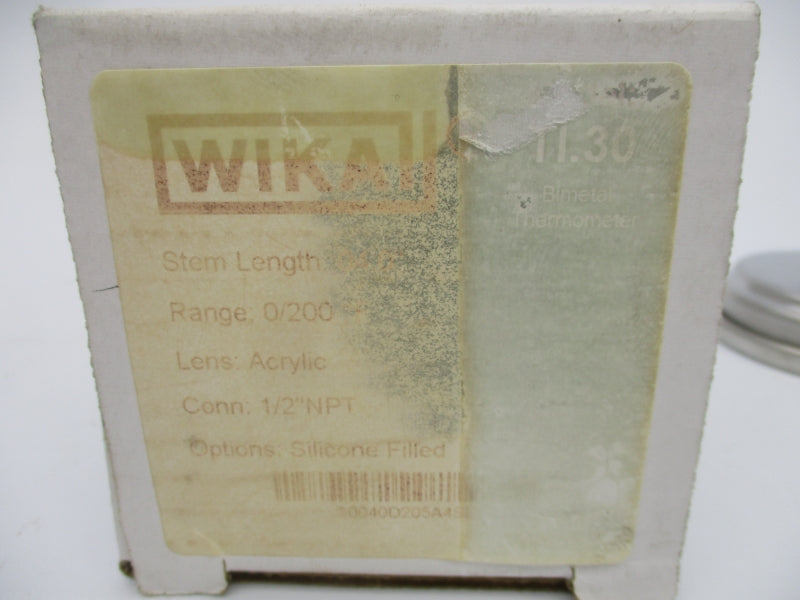 WIKA
TI.30
Bimetal
Thermometer
Stem Length:
Range: 0/200
Lens: Acrylic
Conn: 1/2"NPT
Options: Silicone Filled